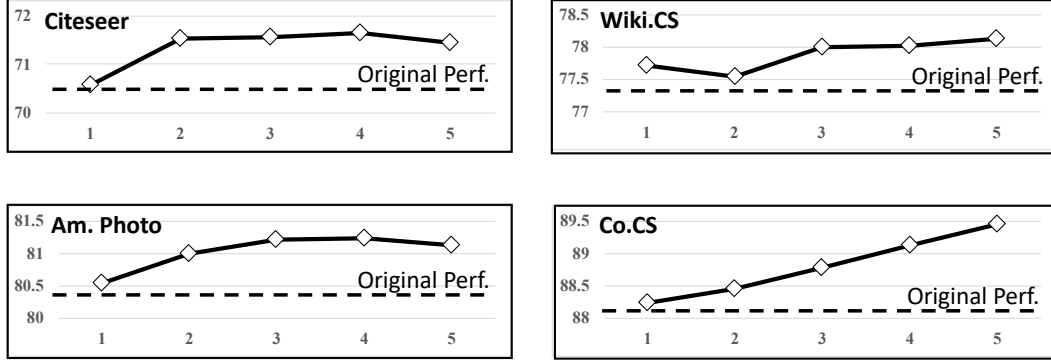 Citeseer
72
71
70
Original Perf.
1 2 3 4 5
Wiki.CS
78.5
78
77.5
77
Original Perf.
1 2 3 4 5
Am. Photo
81.5
81
80.5
80
Original Perf.
1 2 3 4 5
Co.CS
89.5
89
88.5
88
Original Perf.
1 2 3 4 5